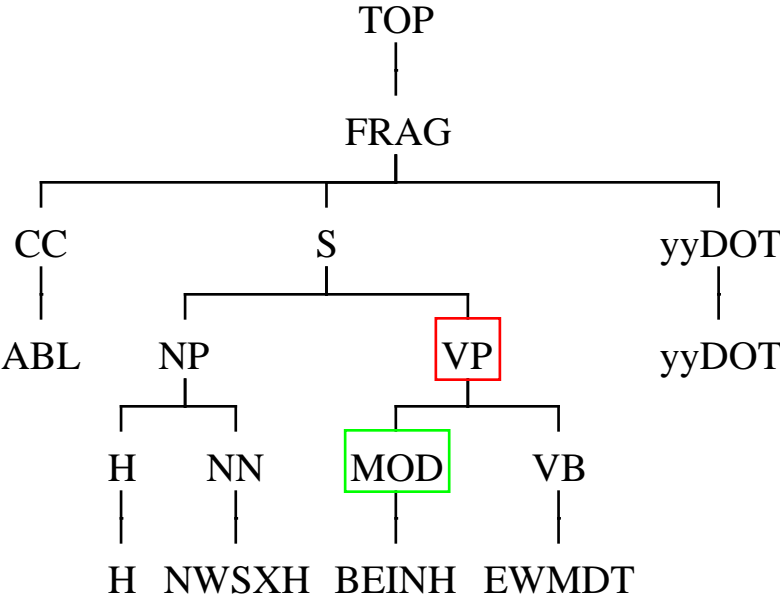 TOP
FRAG
CC S yyDOT
ABL NP VP yyDOT
H NN MOD VB
H NWSXH BEINH EWMDT